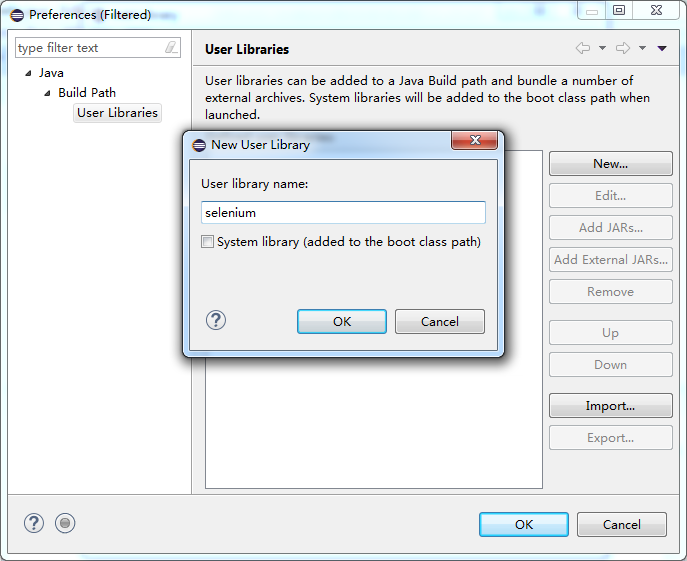 Preferences (Filtered)
type filter text
Java
Build Path
User Libraries
User Libraries
User libraries can be added to a Java Build path and bundle a number of
external archives. System libraries will be added to the boot class path when
launched.
New User Library
User library name:
selenium
System library (added to the boot class path)
OK
Cancel
New...
Edit...
Add JARs...
Add External JARs...
Remove
Up
Down
Import...
Export...
OK
Cancel